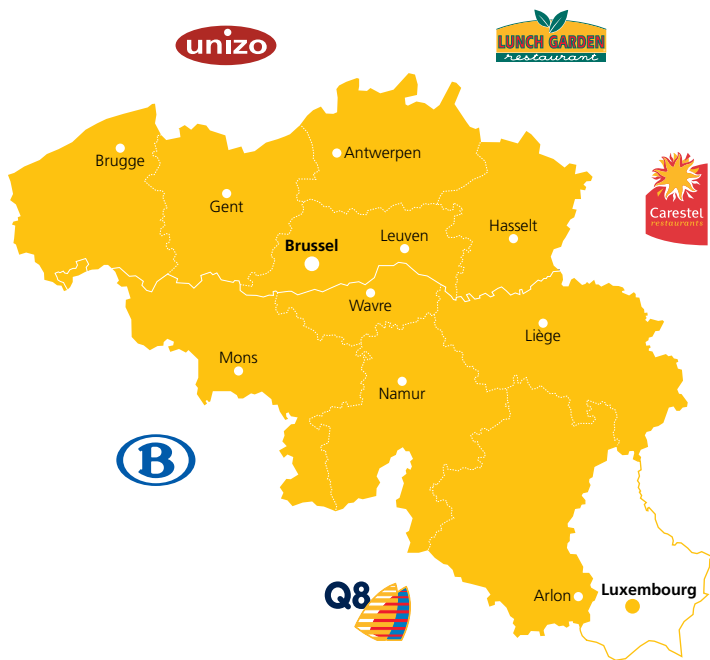 unizo
LUNCH GARDEN
restaurant
Brugge
Antwerpen
Gent
Carestel
restaurants
Hasselt
Leuven
Brussel
Wavre
Liège
Mons
Namur
B
Q8
Arlon
Luxembourg